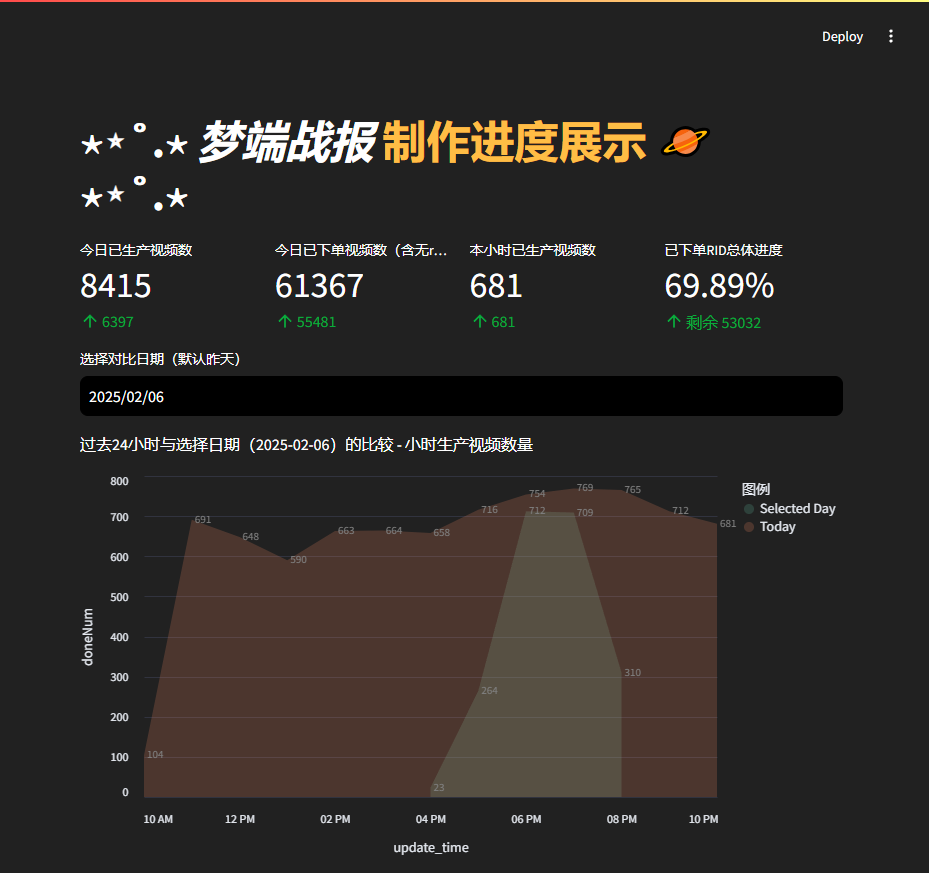 Deploy
⋆⋆˚.⋆ 梦端战报 制作进度展示 🪐
⋆⋆˚.⋆
今日已生产视频数 今日已下单视频数（含无r... 本小时已生产视频数 已下单RID总体进度
8415 61367 681 69.89%
↑ 6397 ↑ 55481 ↑ 681 ↑ 剩余 53032
选择对比日期（默认昨天）
2025/02/06
过去24小时与选择日期（2025-02-06）的比较 - 小时生产视频数量
图例
Selected Day
Today
doneNum
800
700
600
500
400
300
200
100
0
104
691
648
590
663
664
658
716
754
769
765
712
681
23
264
712
709
310
10 AM 12 PM 02 PM 04 PM 06 PM 08 PM 10 PM
update_time